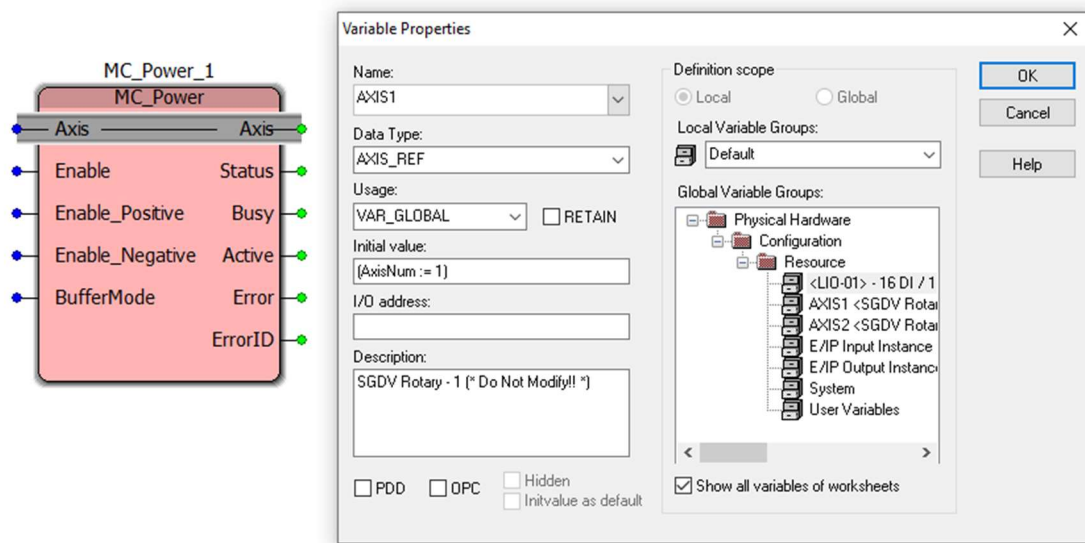 MC_Power_1
MC_Power
Axis Axis
Enable Status
Enable_Positive Busy
Enable_Negative Active
BufferMode Error
ErrorID
Variable Properties
Name:
AXIS1
Data Type:
AXIS_REF
Usage:
VAR_GLOBAL
RETAIN
Initial value:
(AxisNum := 1)
I/O address:
Description:
SGDV Rotary - 1 (* Do Not Modify!! *)
PDD
OPC
Hidden
Initvalue as default
Definition scope
Local
Global
Local Variable Groups:
Default
Global Variable Groups:
Physical Hardware
Configuration
Resource
<LIO-01> - 16 DI / 1
AXIS1 <SGDV Rota
AXIS2 <SGDV Rota
E/IP Input Instance
E/IP Output Instanc
System
User Variables
Show all variables of worksheets
OK
Cancel
Help